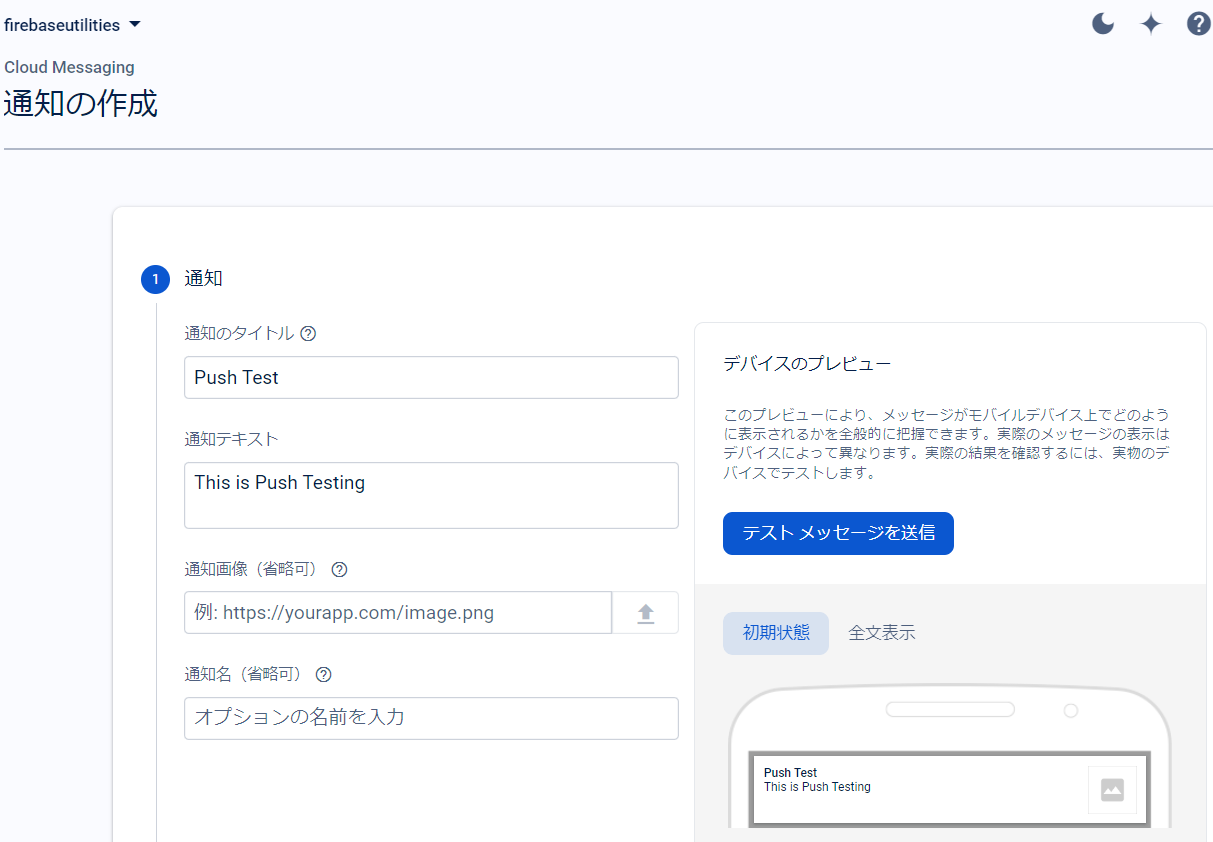 firebaseutilities
Cloud Messaging
通知の作成
1 通知
通知のタイトル
Push Test
通知テキスト
This is Push Testing
通知画像（省略可）
例: https://yourapp.com/image.png
通知名（省略可）
オプションの名前を入力
デバイスのプレビュー
このプレビューにより、メッセージがモバイルデバイス上でどのよう
に表示されるかを全般的に把握できます。実際のメッセージの表示は
デバイスによって異なります。実際の結果を確認するには、実物のデ
バイスでテストします。
テスト メッセージを送信
初期状態 全文表示
Push Test
This is Push Testing